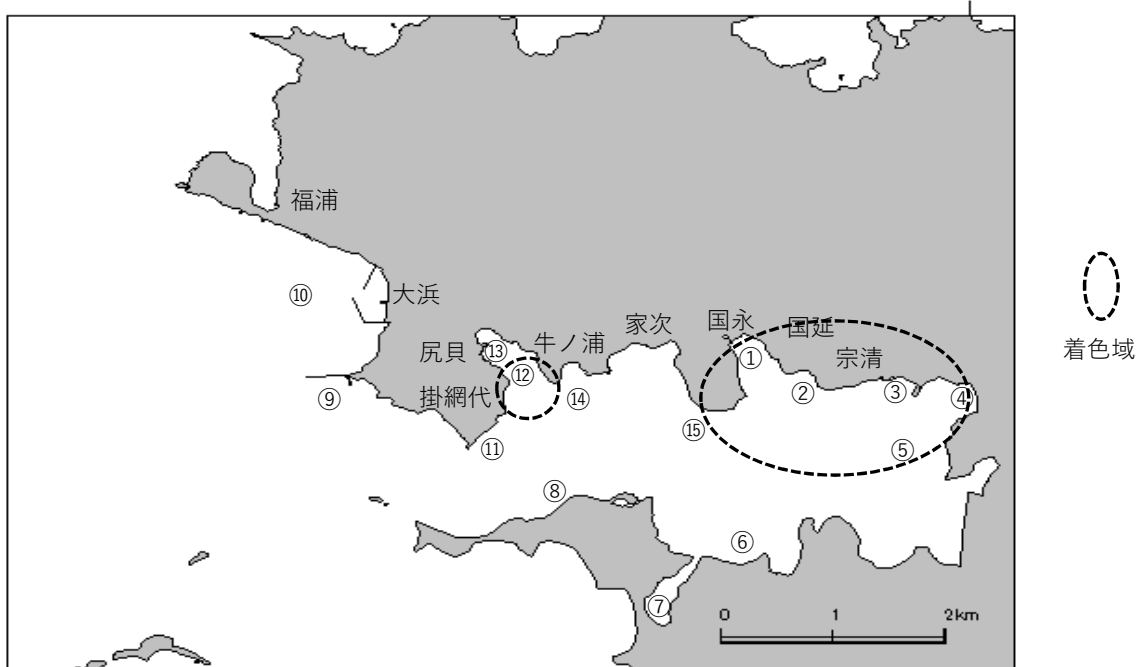 福浦
⑩
大浜
尻貝
⑬
牛ノ浦
家次
国永
国延
①
宗清
⑫
掛網代
⑨
⑭
②
③
④
⑪
⑮
⑤
⑧
⑥
⑦
0 1 2km
着色域